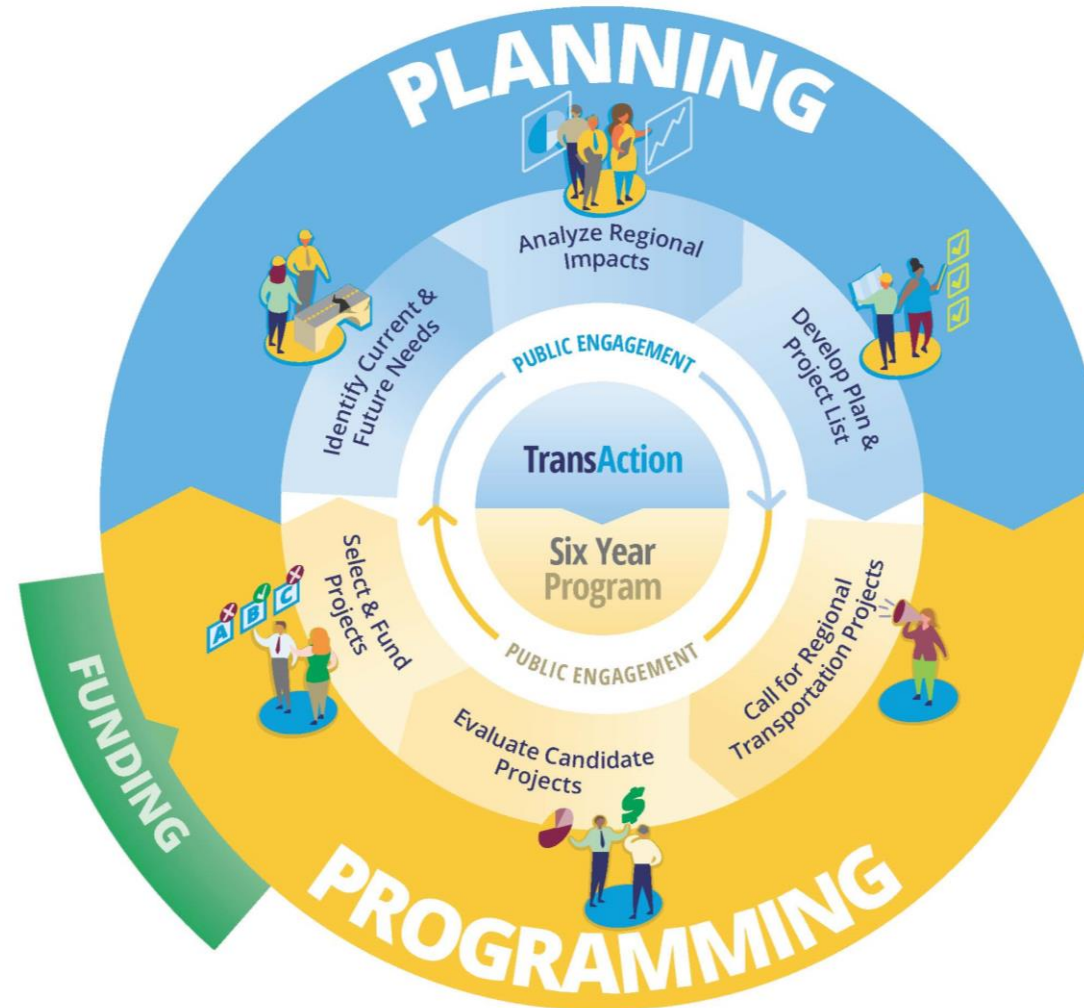 PLANNING
Analyze Regional
Impacts
Identify Current &
Future Needs
Develop Plan &
Project List
PUBLIC ENGAGEMENT
TransAction
Six Year
Program
PUBLIC ENGAGEMENT
Select & Fund
Projects
A B C
Call for Regional
Transportation Projects
Evaluate Candidate
Projects
$
FUNDING
PROGRAMMING